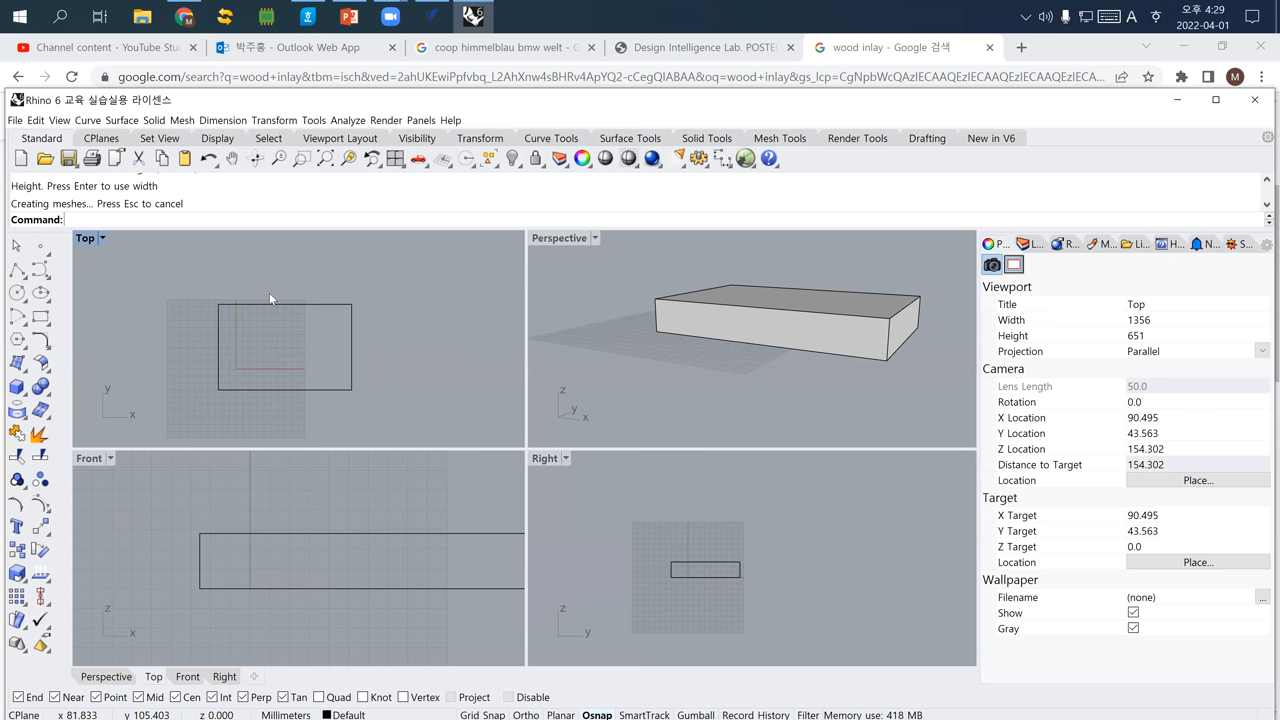 A 오후 4:29
2022-04-01
Channel content - YouTube Stu
박주홍 - Outlook Web App
coop himmelblau bmw welt - G
Design Intelligence Lab. POSTEC
wood inlay - Google 검색
google.com/search?q=wood+inlay&tbm=isch&ved=2ahUKEwiPpfvbq_L2AhXnw4sBHRv4ApYQ2-cCegQIABAA&oq=wood+inlay&gs_lcp=CgNpbWcQAzIECAAQEzIECAAQEzIECAAQEzIECAAQEzIECAAQEzIECAAQEzIECAAQEz
M
Rhino 6 교육 실습실용 라이센스
File Edit View Curve Surface Solid Mesh Dimension Transform Tools Analyze Render Panels Help
Standard CPlanes Set View Display Select Viewport Layout Visibility Transform Curve Tools Surface Tools Solid Tools Mesh Tools Render Tools Drafting New in V6
Height. Press Enter to use width
Creating meshes... Press Esc to cancel
Command:
Top
Perspective
P... L... R... M... Li... H... N... S...
Viewport
Title Top
Width 1356
Height 651
Projection Parallel
Camera
Lens Length 50.0
Rotation 0.0
X Location 90.495
Y Location 43.563
Z Location 154.302
Distance to Target 154.302
Location Place...
Target
X Target 90.495
Y Target 43.563
Z Target 0.0
Location Place...
Wallpaper
Filename (none) ...
Show
Gray
y
x
z
y
x
Front
Right
z
x
z
y
Perspective Top Front Right
End Near Point Mid Cen Int Perp Tan Quad Knot Vertex Project Disable
CPlane x 81.833 y 105.403 z 0.000 Millimeters Default Grid Snap Ortho Planar Osnap SmartTrack Gumball Record History Filter Memory use: 418 MB